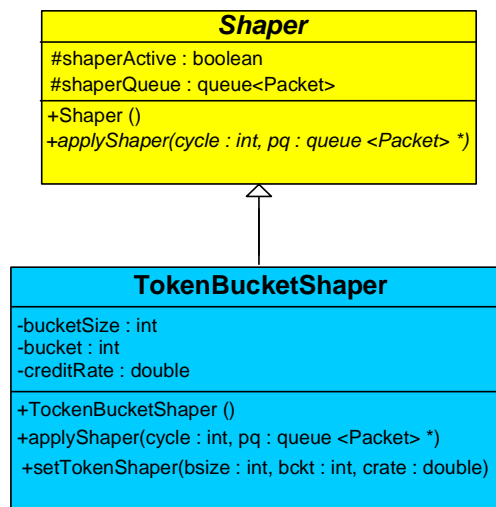 Shaper
#shaperActive : boolean
#shaperQueue : queue<Packet>
+Shaper ()
+applyShaper(cycle : int, pq : queue <Packet> *)
TokenBucketShaper
-bucketSize : int
-bucket : int
-creditRate : double
+TockenBucketShaper ()
+applyShaper(cycle : int, pq : queue <Packet> *)
+setTokenShaper(bsize : int, bckt : int, crate : double)